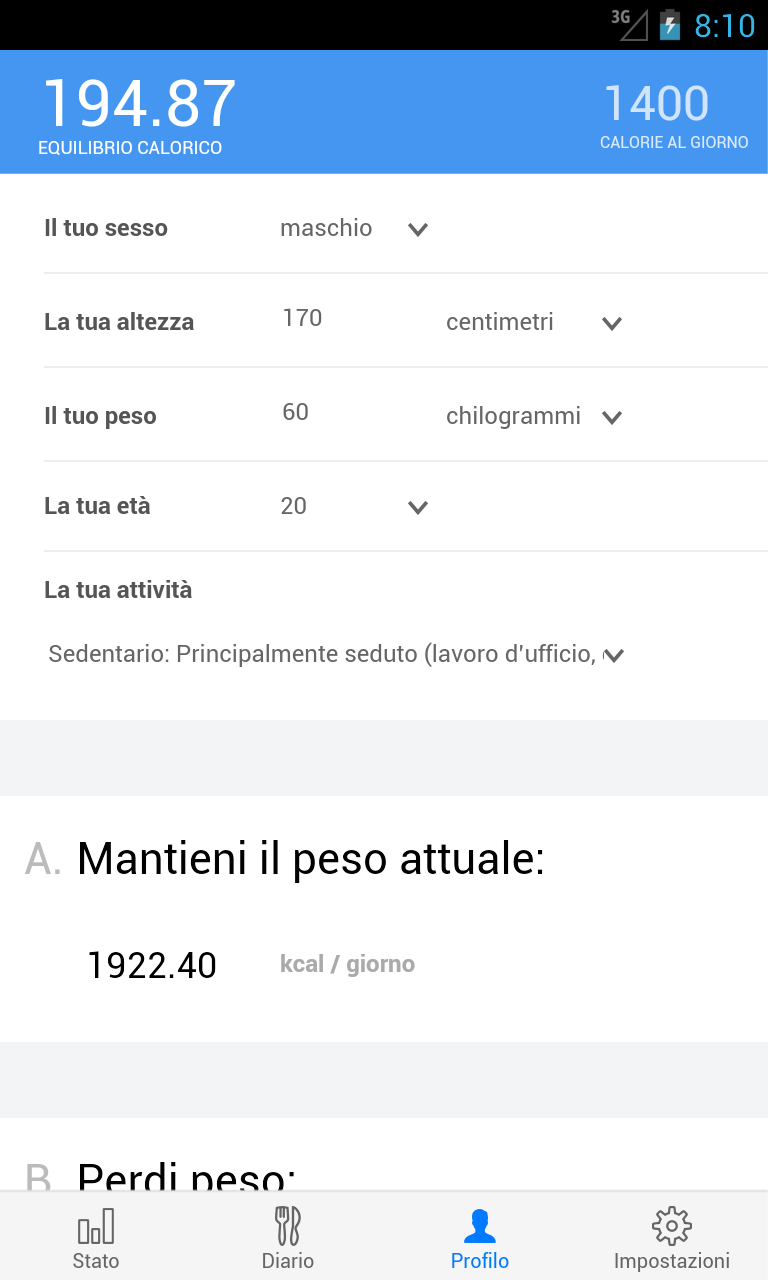 3G 8:10
194.87 1400
EQUILIBRIO CALORICO CALORIE AL GIORNO
Il tuo sesso maschio
La tua altezza 170 centimetri
Il tuo peso 60 chilogrammi
La tua età 20
La tua attività
Sedentario: Principalmente seduto (lavoro d'ufficio,
A. Mantieni il peso attuale:
1922.40 kcal / giorno
B. Perdi peso:
Stato Diario Profilo Impostazioni